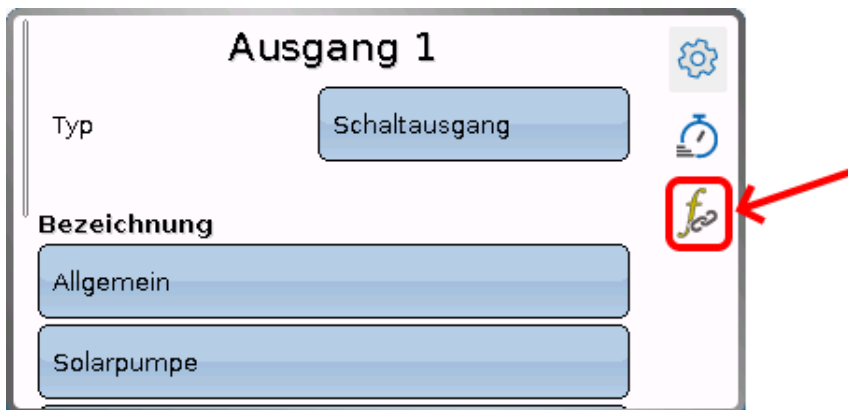 Ausgang 1
Typ
Schaltausgang
Bezeichnung
Allgemein
Solarpumpe